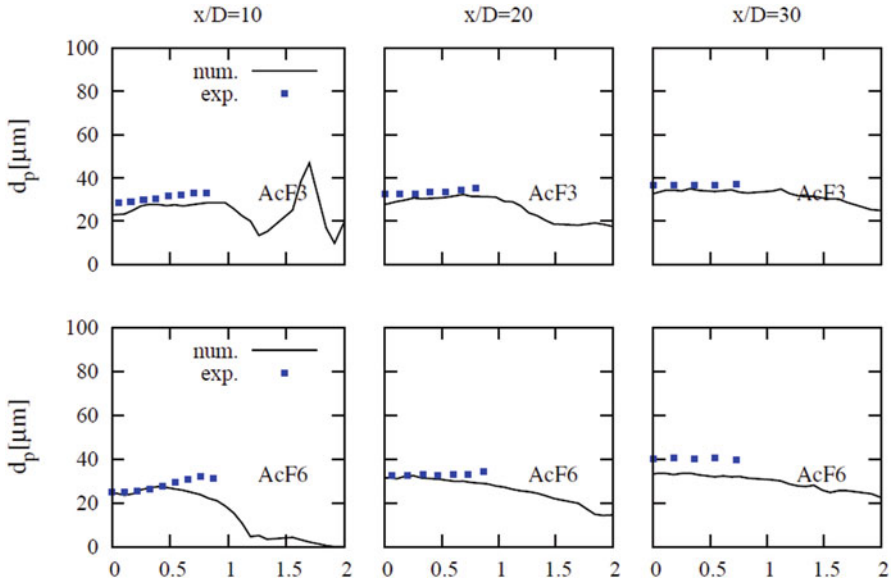 x/D=10 x/D=20 x/D=30
100
80
60
40
20
0
dp[μm]
num.
exp.
AcF3
AcF3
AcF3
100
80
60
40
20
0
dp[μm]
num.
exp.
AcF6
AcF6
AcF6
0 0.5 1 1.5 2 0 0.5 1 1.5 2 0 0.5 1 1.5 2